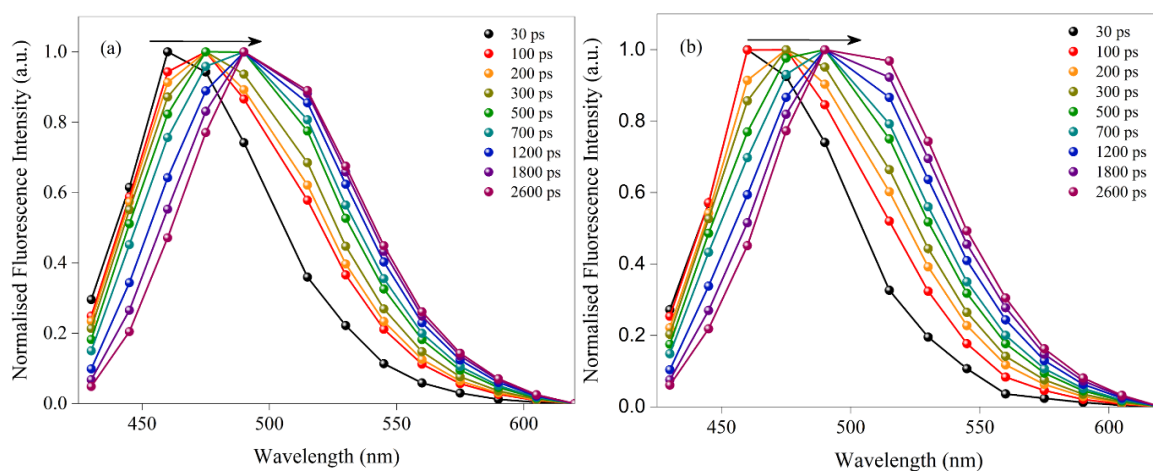 (a)
30 ps
100 ps
200 ps
300 ps
500 ps
700 ps
1200 ps
1800 ps
2600 ps
1.0
0.8
0.6
0.4
0.2
0.0
Normalised Fluorescence Intensity (a.u.)
450 500 550 600
Wavelength (nm)
(b)
30 ps
100 ps
200 ps
300 ps
500 ps
700 ps
1200 ps
1800 ps
2600 ps
1.0
0.8
0.6
0.4
0.2
0.0
Normalised Fluorescence Intensity (a.u.)
450 500 550 600
Wavelength (nm)